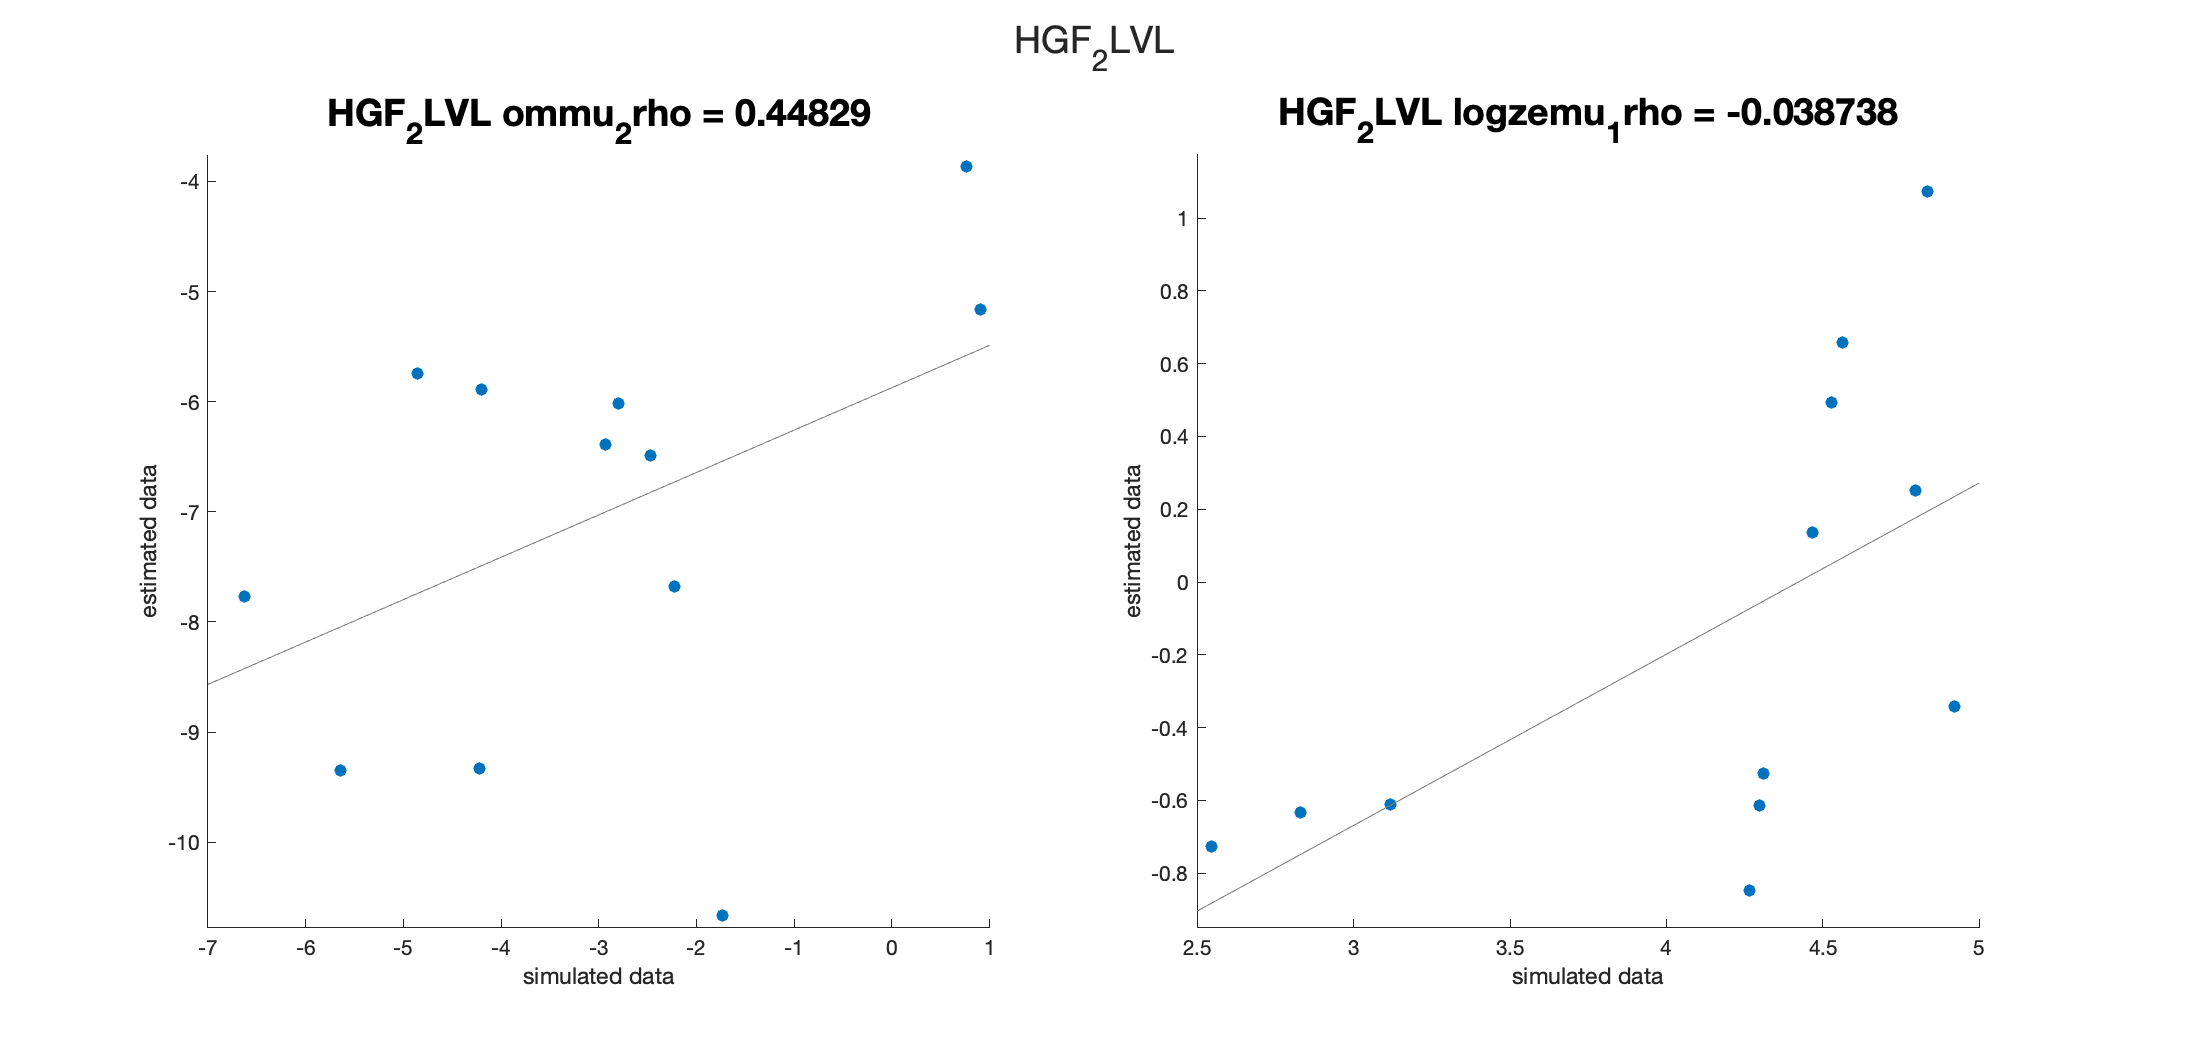 HGF₂LVL
HGF₂LVL ommu₂rho = 0.44829
-4
-5
-6
-7
-8
-9
-10
estimated data
-7 -6 -5 -4 -3 -2 -1 0 1
simulated data
HGF₂LVL logzemu₁rho = -0.038738
1
0.8
0.6
0.4
0.2
0
-0.2
-0.4
-0.6
-0.8
estimated data
2.5 3 3.5 4 4.5 5
simulated data